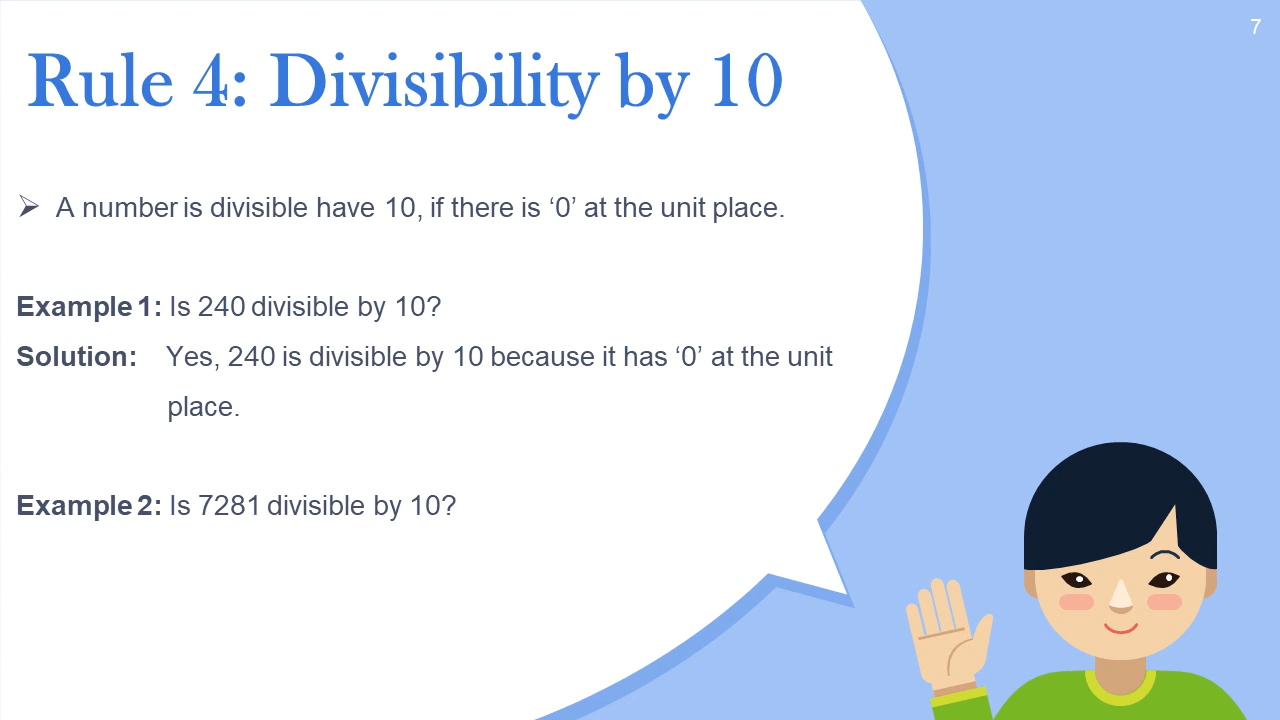 7
Rule 4: Divisibility by 10
➢ A number is divisible have 10, if there is ‘0’ at the unit place.
Example 1: Is 240 divisible by 10?
Solution: Yes, 240 is divisible by 10 because it has ‘0’ at the unit
place.
Example 2: Is 7281 divisible by 10?